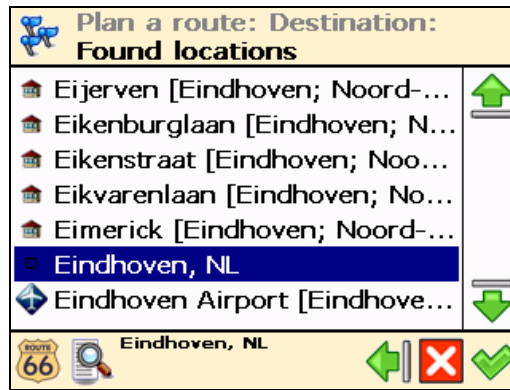 Plan a route: Destination:
Found locations
Eijerven [Eindhoven; Noord-...
Eikenburglaan [Eindhoven; N...
Eikenstraat [Eindhoven; Noo...
Eikvarenlaan [Eindhoven; No...
Eimerick [Eindhoven; Noord-...
Eindhoven, NL
Eindhoven Airport [Eindhove...
ROUTE
66
Eindhoven, NL